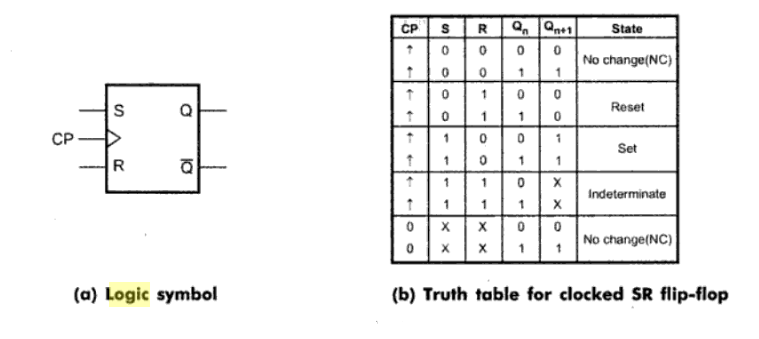 S Q
CP
R Q̅
(a) Logic symbol
CP S R Qn Qn+1 State
↑ 0 0 0 0 No change(NC)
↑ 0 0 1 1
↑ 0 1 0 0 Reset
↑ 0 1 1 0
↑ 1 0 0 1 Set
↑ 1 0 1 1
↑ 1 1 0 X Indeterminate
↑ 1 1 1 X
0 X X 0 0 No change(NC)
0 X X 1 1
(b) Truth table for clocked SR flip-flop